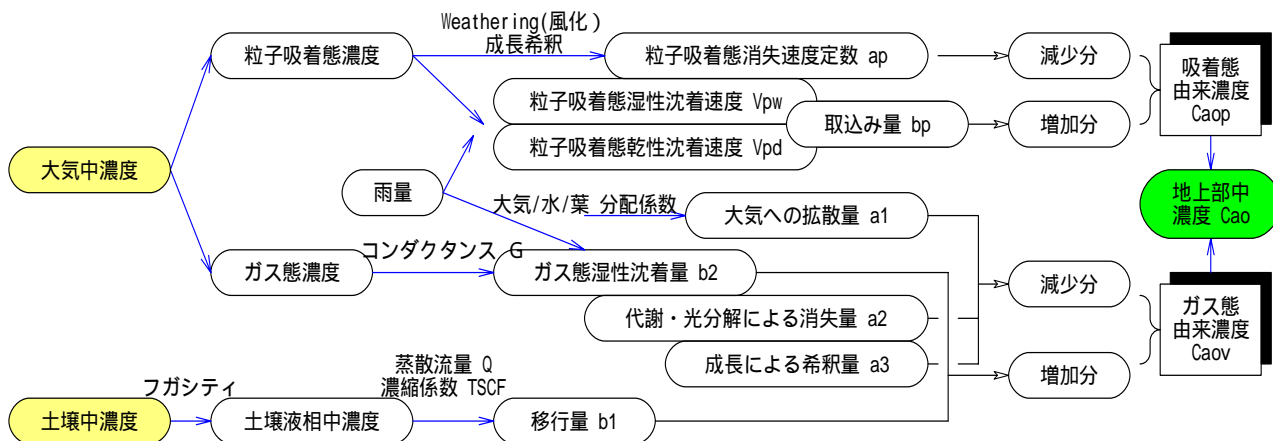 Weathering(風化)
成長希釈
粒子吸着態濃度
粒子吸着態消失速度定数 ap
減少分
吸着態
由来濃度
Caop
粒子吸着態湿性沈着速度 Vpw
取込み量 bp
増加分
粒子吸着態乾性沈着速度 Vpd
大気中濃度
雨量
地上部中
濃度 Cao
大気/水/葉 分配係数
大気への拡散量 a1
コンダクタンス G
ガス態濃度
ガス態湿性沈着量 b2
減少分
ガス態
由来濃度
Caov
代謝・光分解による消失量 a2
成長による希釈量 a3
増加分
蒸散流量 Q
濃縮係数 TSCF
フガシティ
土壌中濃度
土壌液相中濃度
移行量 b1